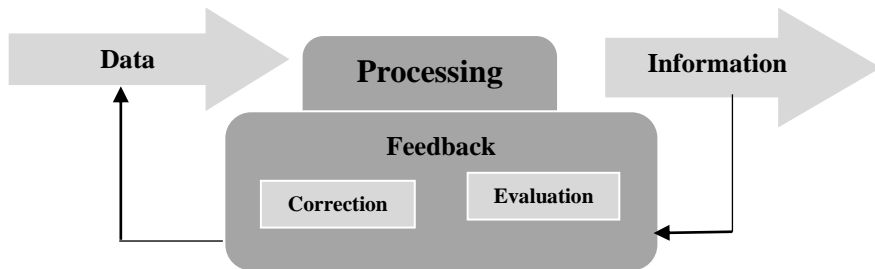 Data
Processing
Information
Feedback
Correction
Evaluation